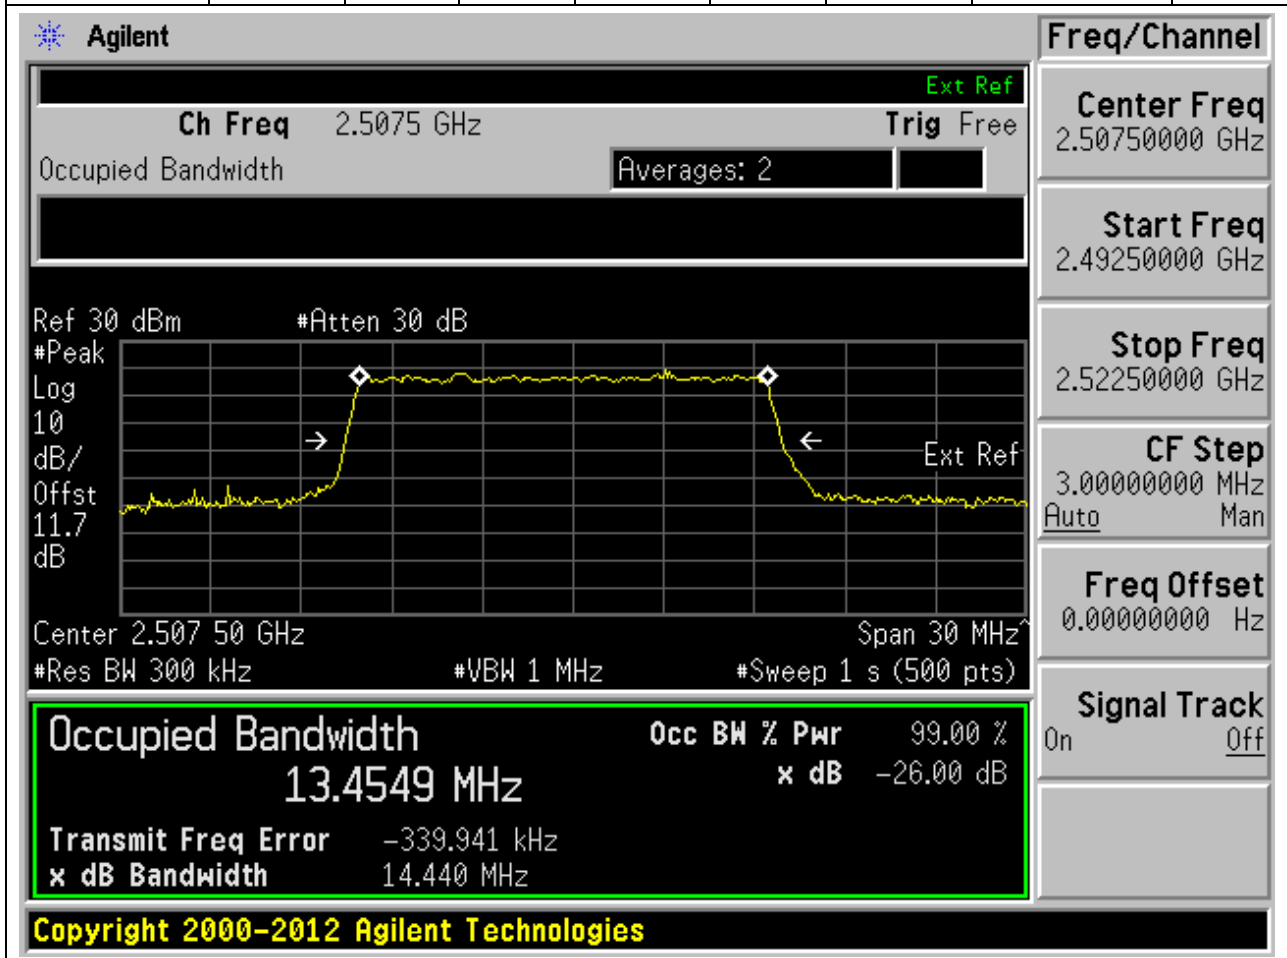 Agilent
Freq/Channel
Ext Ref
Ch Freq 2.5075 GHz Trig Free
Occupied Bandwidth Averages: 2
Center Freq
2.50750000 GHz
Start Freq
2.49250000 GHz
Stop Freq
2.52250000 GHz
CF Step
3.00000000 MHz
Auto Man
Freq Offset
0.00000000 Hz
Signal Track
On Off
Ref 30 dBm #Atten 30 dB
#Peak
Log
10
dB/
Offst
11.7
dB
Ext Ref
Center 2.507 50 GHz Span 30 MHz^
#Res BW 300 kHz #VBW 1 MHz #Sweep 1 s (500 pts)
Occupied Bandwidth
13.4549 MHz
Occ BW % Pwr 99.00 %
x dB -26.00 dB
Transmit Freq Error -339.941 kHz
x dB Bandwidth 14.440 MHz
Copyright 2000-2012 Agilent Technologies